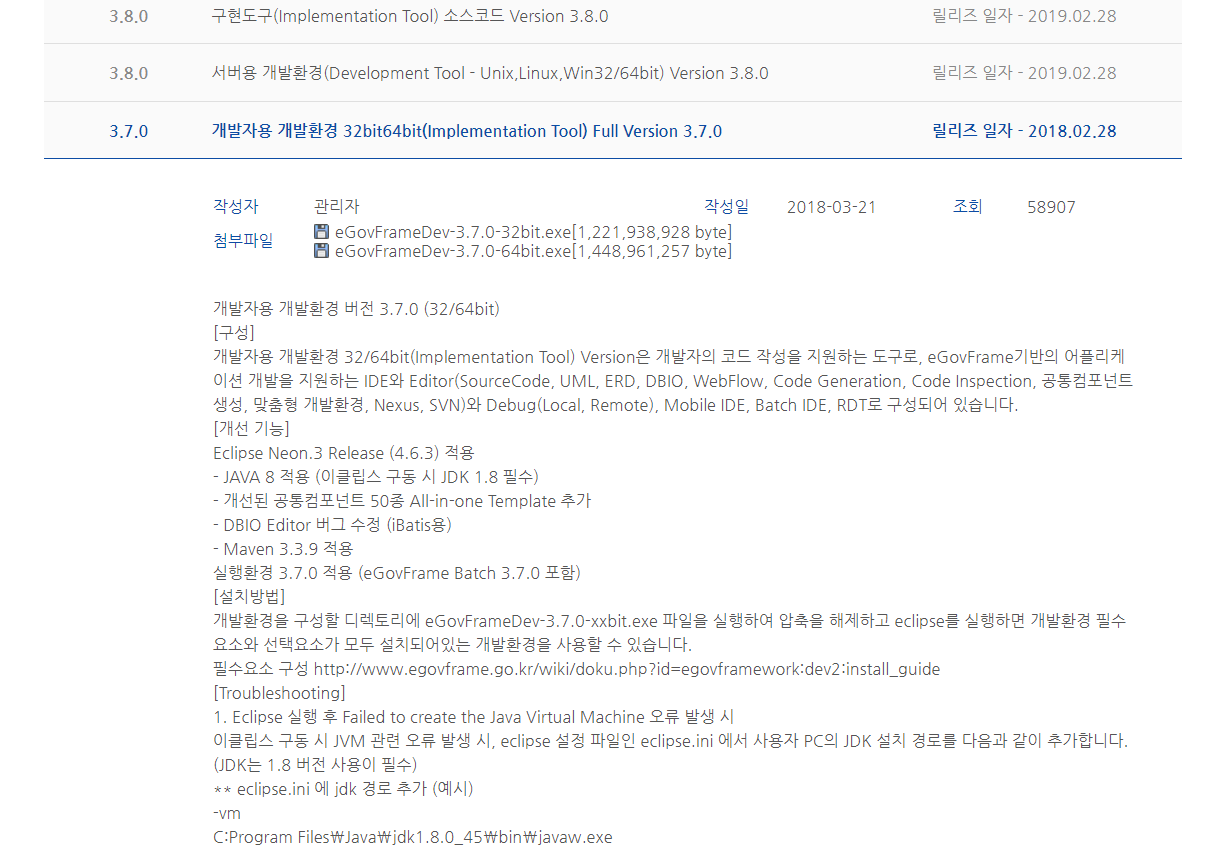 3.8.0 구현도구(Implementation Tool) 소스코드 Version 3.8.0 릴리즈 일자 - 2019.02.28
3.8.0 서버용 개발환경(Development Tool - Unix,Linux,Win32/64bit) Version 3.8.0 릴리즈 일자 - 2019.02.28
3.7.0 개발자용 개발환경 32bit64bit(Implementation Tool) Full Version 3.7.0 릴리즈 일자 - 2018.02.28
작성자 관리자 작성일 2018-03-21 조회 58907
첨부파일
eGovFrameDev-3.7.0-32bit.exe[1,221,938,928 byte]
eGovFrameDev-3.7.0-64bit.exe[1,448,961,257 byte]
개발자용 개발환경 버전 3.7.0 (32/64bit)
[구성]
개발자용 개발환경 32/64bit(Implementation Tool) Version은 개발자의 코드 작성을 지원하는 도구로, eGovFrame기반의 어플리케
이션 개발을 지원하는 IDE와 Editor(SourceCode, UML, ERD, DBIO, WebFlow, Code Generation, Code Inspection, 공통컴포넌트
생성, 맞춤형 개발환경, Nexus, SVN)와 Debug(Local, Remote), Mobile IDE, Batch IDE, RDT로 구성되어 있습니다.
[개선 기능]
Eclipse Neon.3 Release (4.6.3) 적용
- JAVA 8 적용 (이클립스 구동 시 JDK 1.8 필수)
- 개선된 공통컴포넌트 50종 All-in-one Template 추가
- DBIO Editor 버그 수정 (iBatis용)
- Maven 3.3.9 적용
실행환경 3.7.0 적용 (eGovFrame Batch 3.7.0 포함)
[설치방법]
개발환경을 구성할 디렉토리에 eGovFrameDev-3.7.0-xxbit.exe 파일을 실행하여 압축을 해제하고 eclipse를 실행하면 개발환경 필수
요소와 선택요소가 모두 설치되어있는 개발환경을 사용할 수 있습니다.
필수요소 구성 http://www.egovframe.go.kr/wiki/doku.php?id=egovframework:dev2:install_guide
[Troubleshooting]
1. Eclipse 실행 후 Failed to create the Java Virtual Machine 오류 발생 시
이클립스 구동 시 JVM 관련 오류 발생 시, eclipse 설정 파일인 eclipse.ini 에서 사용자 PC의 JDK 설치 경로를 다음과 같이 추가합니다.
(JDK는 1.8 버전 사용이 필수)
** eclipse.ini 에 jdk 경로 추가 (예시)
-vm
C:Program Files₩Java₩jdk1.8.0_45₩bin₩javaw.exe